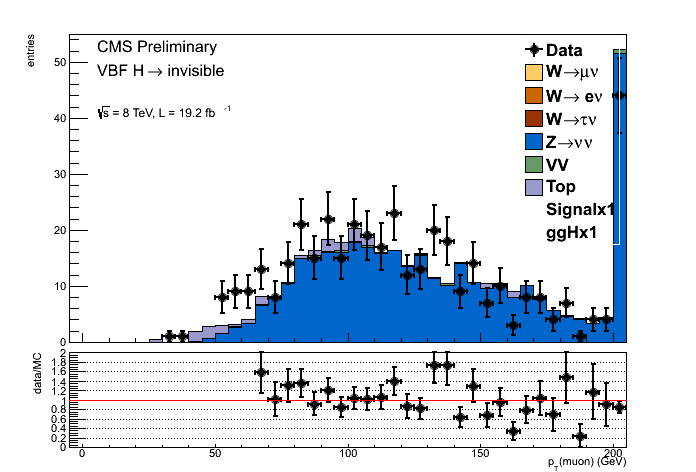 entries
50
40
30
20
10
0
CMS Preliminary
VBF H → invisible
√s = 8 TeV, L = 19.2 fb⁻¹
Data
W→μν
W→ eν
W→τν
Z→νν
VV
Top
Signalx1
ggHx1
data/MC
2
1.8
1.6
1.4
1.2
1
0.8
0.6
0.4
0.2
0
0 50 100 150 200
p_T(muon) (GeV)